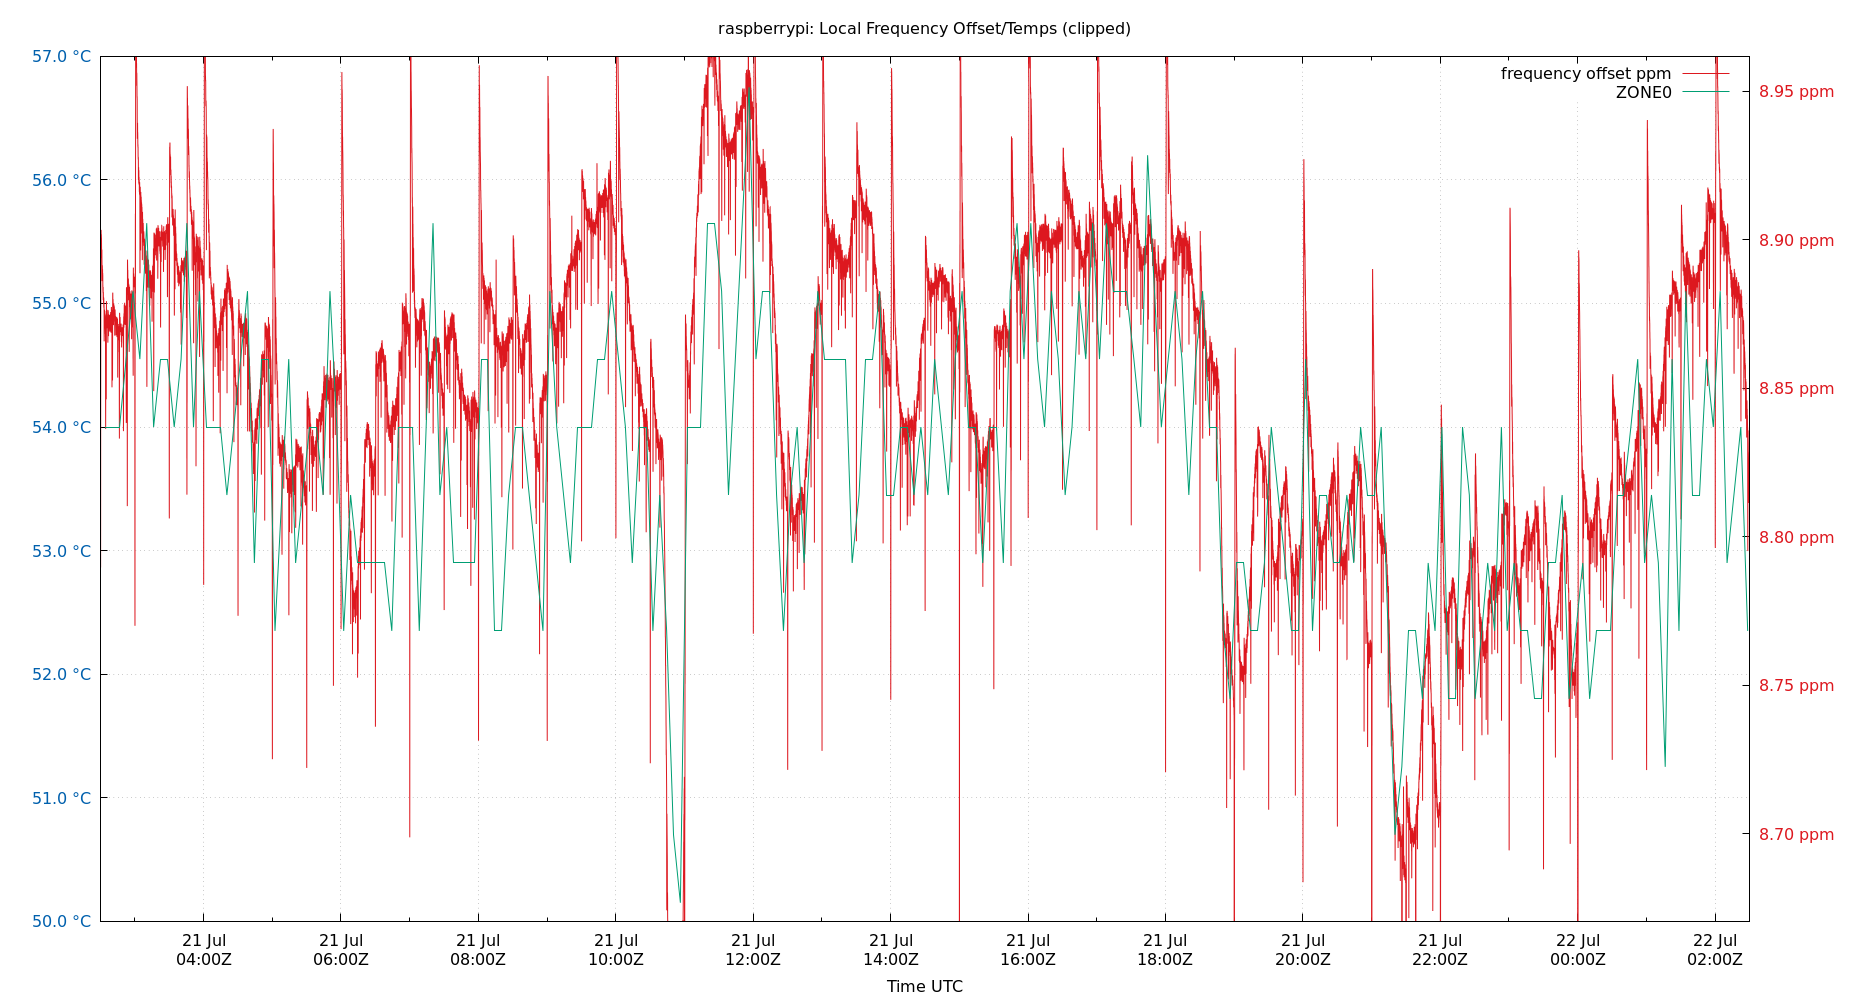 raspberrypi: Local Frequency Offset/Temps (clipped)
57.0 °C
56.0 °C
55.0 °C
54.0 °C
53.0 °C
52.0 °C
51.0 °C
50.0 °C
frequency offset ppm
ZONE0
8.95 ppm
8.90 ppm
8.85 ppm
8.80 ppm
8.75 ppm
8.70 ppm
21 Jul
04:00Z
21 Jul
06:00Z
21 Jul
08:00Z
21 Jul
10:00Z
21 Jul
12:00Z
21 Jul
14:00Z
21 Jul
16:00Z
21 Jul
18:00Z
21 Jul
20:00Z
21 Jul
22:00Z
22 Jul
00:00Z
22 Jul
02:00Z
Time UTC